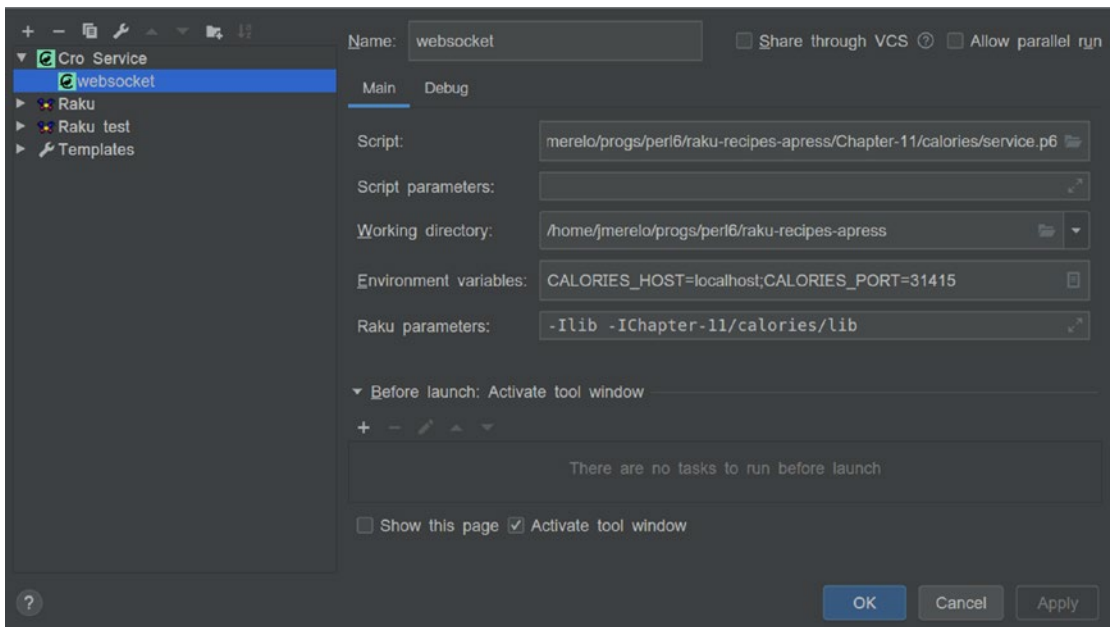 Cro Service
websocket
Raku
Raku test
Templates
Name: websocket Share through VCS ? Allow parallel run
Main Debug
Script: merelo/progs/perl6/raku-recipes-apress/Chapter-11/calories/service.p6
Script parameters:
Working directory: /home/jmerelo/progs/perl6/raku-recipes-apress
Environment variables: CALORIES_HOST=localhost;CALORIES_PORT=31415
Raku parameters: -Ilib -IChapter-11/calories/lib
Before launch: Activate tool window
There are no tasks to run before launch
Show this page Activate tool window
? OK Cancel Apply